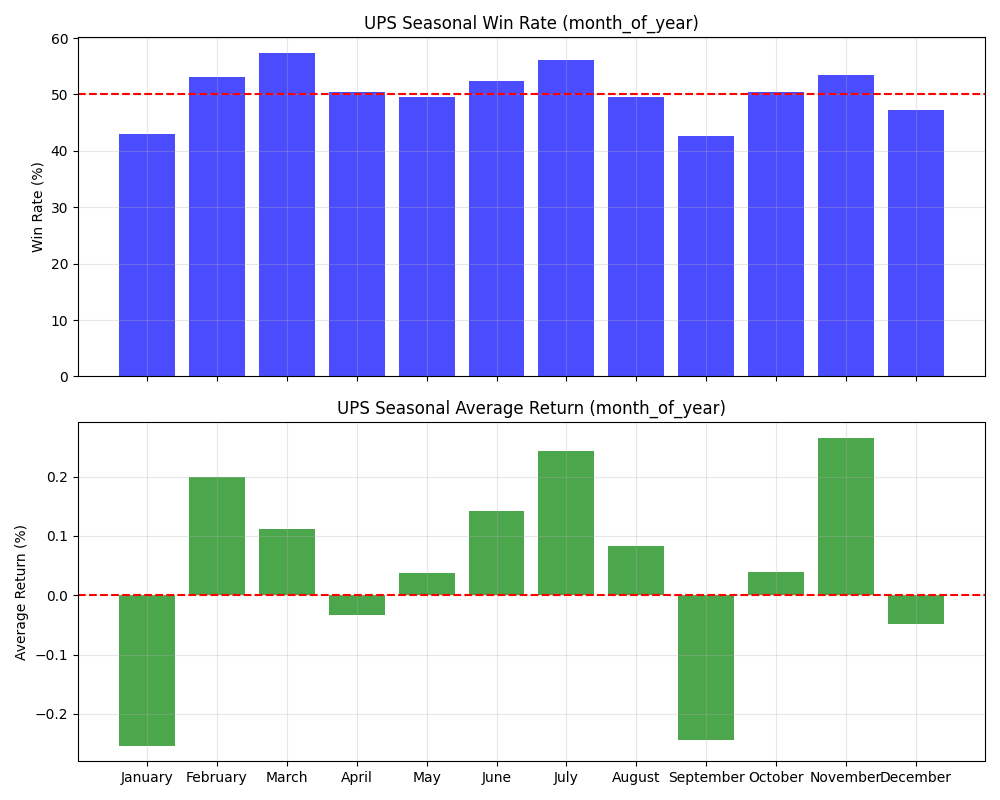 UPS Seasonal Win Rate (month_of_year)
60
50
40
30
20
10
0
Win Rate (%)
UPS Seasonal Average Return (month_of_year)
0.2
0.1
0.0
−0.1
−0.2
Average Return (%)
January February March April May June July August September October November December